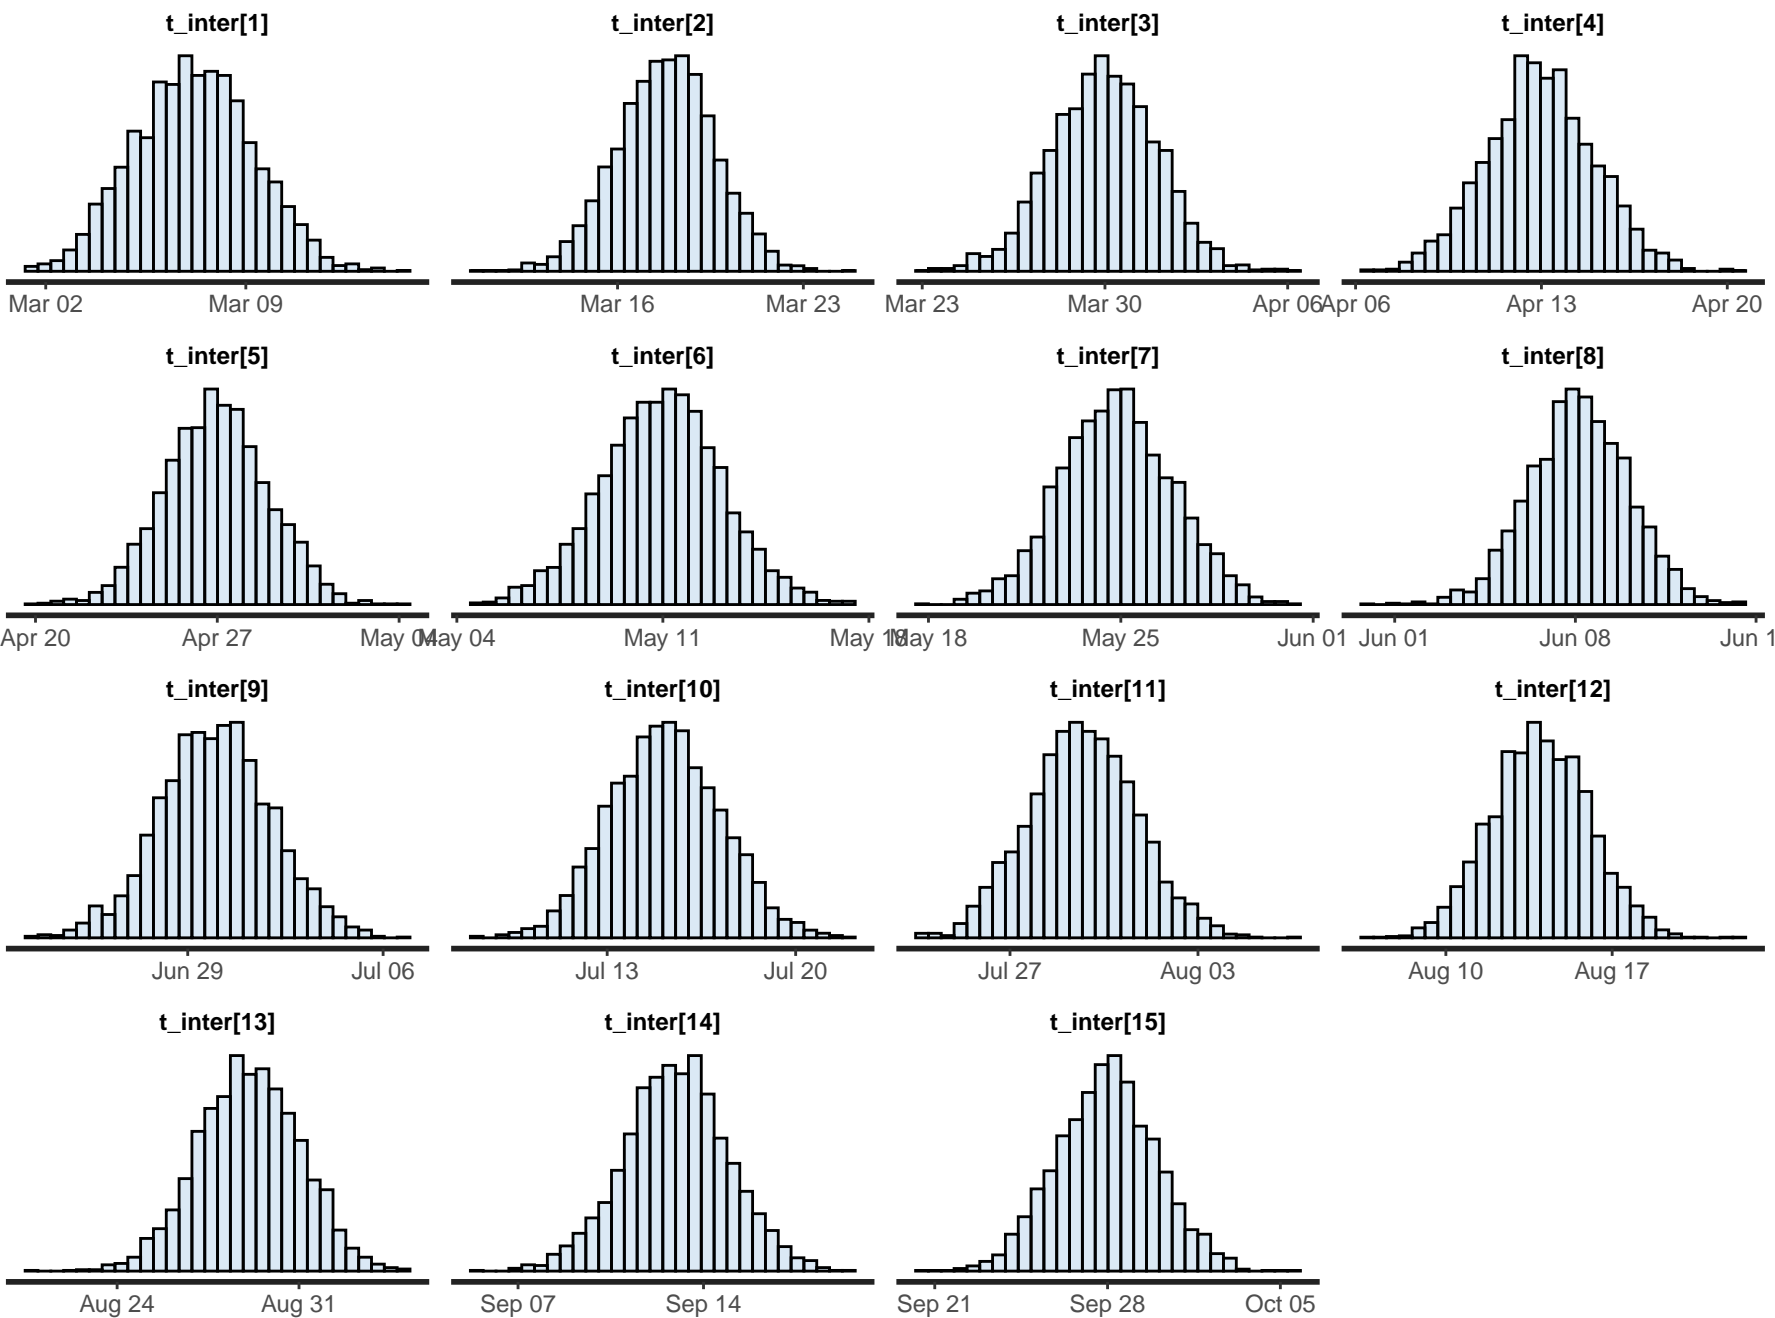 t_inter[1] t_inter[2] t_inter[3] t_inter[4]
Mar 02 Mar 09 Mar 16 Mar 23 Mar 23 Mar 30 Apr 06 Apr 06 Apr 13 Apr 20
t_inter[5] t_inter[6] t_inter[7] t_inter[8]
Apr 20 Apr 27 May 04 May 04 May 11 May 18 May 18 May 25 Jun 01 Jun 01 Jun 08 Jun 1
t_inter[9] t_inter[10] t_inter[11] t_inter[12]
Jun 29 Jul 06 Jul 13 Jul 20 Jul 27 Aug 03 Aug 10 Aug 17
t_inter[13] t_inter[14] t_inter[15]
Aug 24 Aug 31 Sep 07 Sep 14 Sep 21 Sep 28 Oct 05